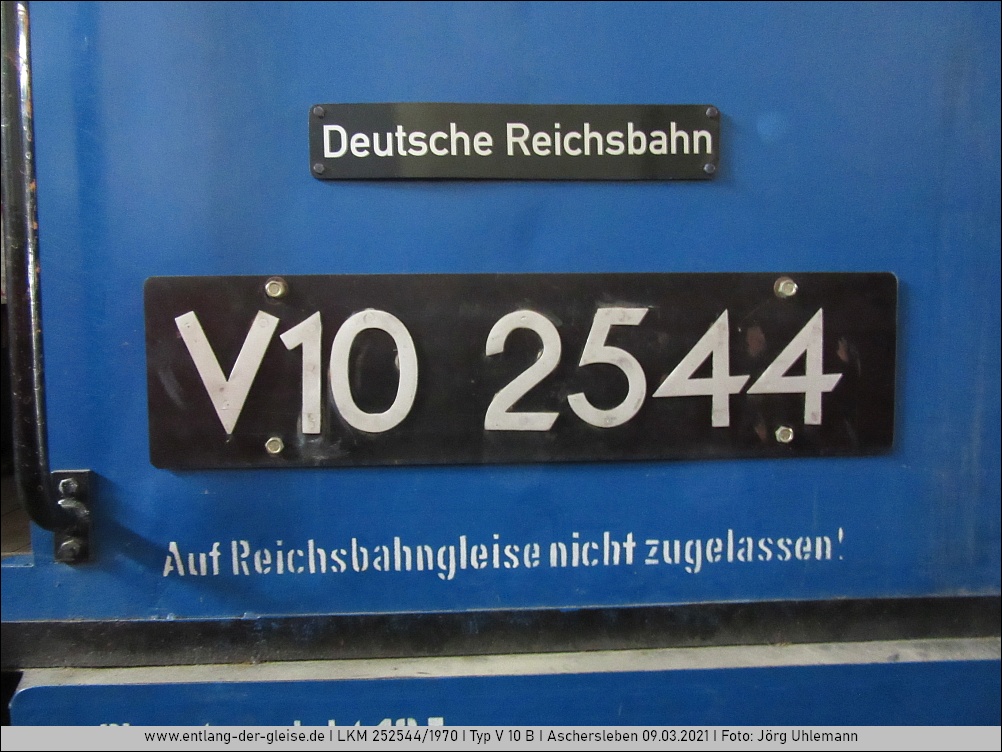 Deutsche Reichsbahn
V10 2544
Auf Reichsbahngleise nicht zugelassen!
www.entlang-der-gleise.de | LKM 252544/1970 | Typ V 10 B | Aschersleben 09.03.2021 | Foto: Jörg Uhlemann